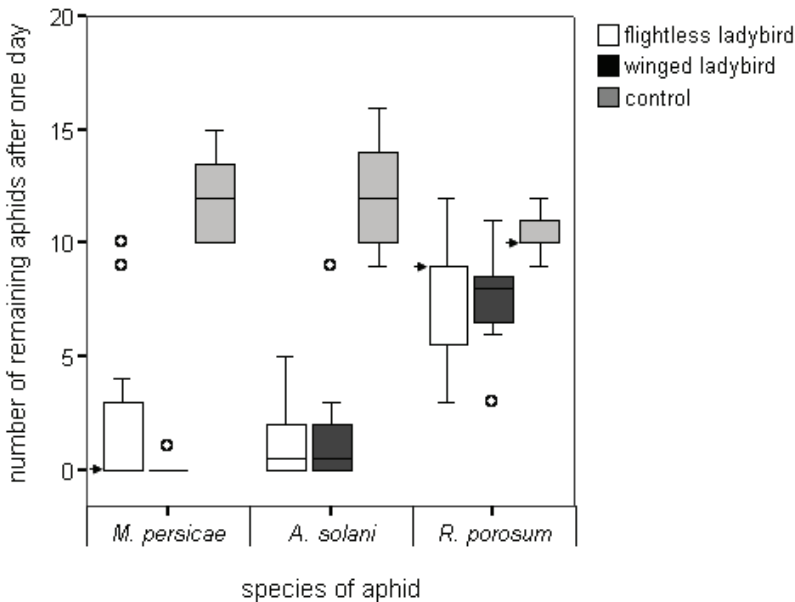 number of remaining aphids after one day
20
15
10
5
0
M. persicae
A. solani
R. porosum
species of aphid
flightless ladybird
winged ladybird
control